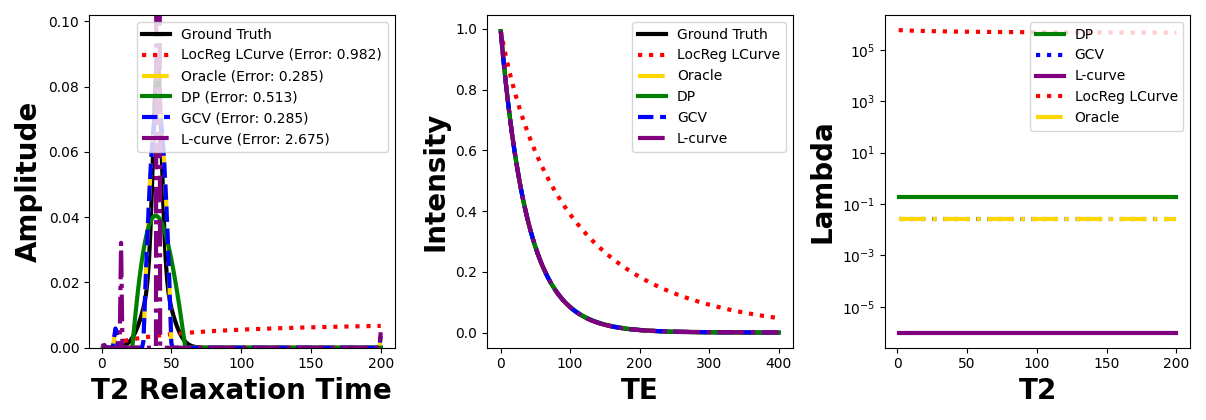 0.10
0.08
0.06
0.04
0.02
0.00
Amplitude
0
50
100
150
200
T2 Relaxation Time
Ground Truth
LocReg LCurve (Error: 0.982)
Oracle (Error: 0.285)
DP (Error: 0.513)
GCV (Error: 0.285)
L-curve (Error: 2.675)
1.0
0.8
0.6
0.4
0.2
0.0
Intensity
0
100
200
300
400
TE
Ground Truth
LocReg LCurve
Oracle
DP
GCV
L-curve
10^5
10^3
10^1
10^-1
10^-3
10^-5
Lambda
0
50
100
150
200
T2
DP
GCV
L-curve
LocReg LCurve
Oracle